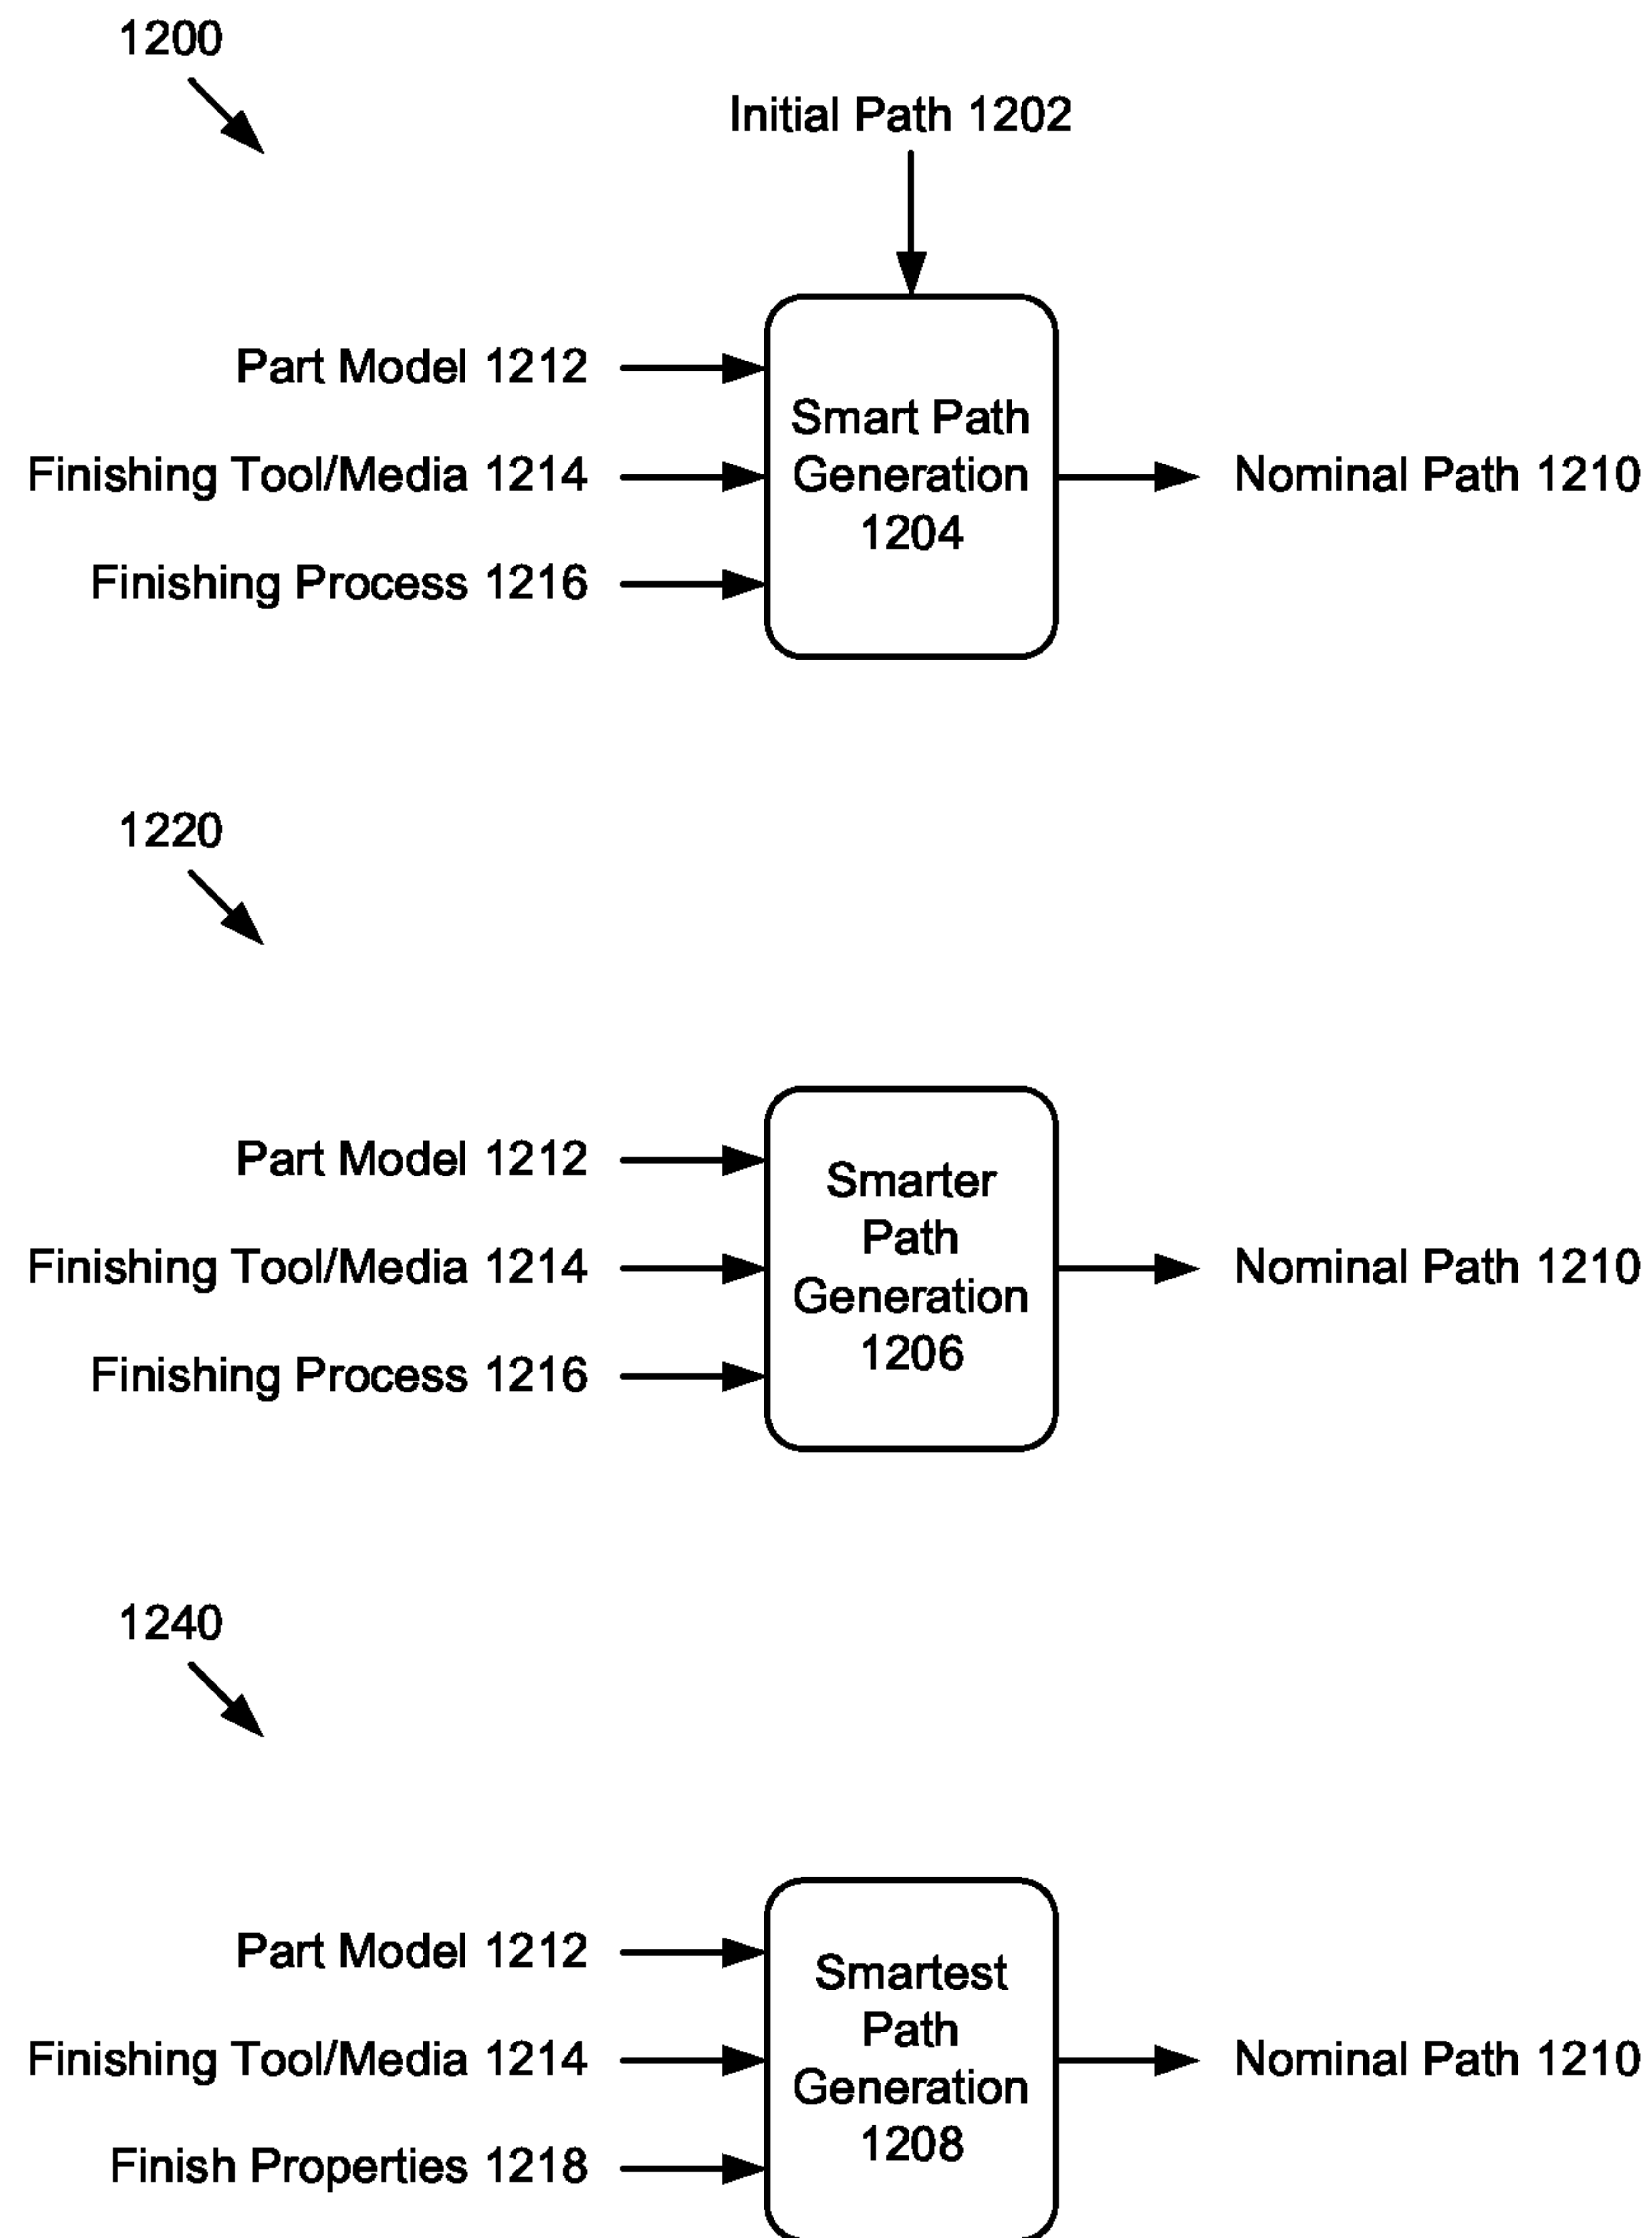 1200
Initial Path 1202
Part Model 1212
Finishing Tool/Media 1214
Finishing Process 1216
Smart Path
Generation
1204
Nominal Path 1210
1220
Part Model 1212
Finishing Tool/Media 1214
Finishing Process 1216
Smarter
Path
Generation
1206
Nominal Path 1210
1240
Part Model 1212
Finishing Tool/Media 1214
Finish Properties 1218
Smartest
Path
Generation
1208
Nominal Path 1210